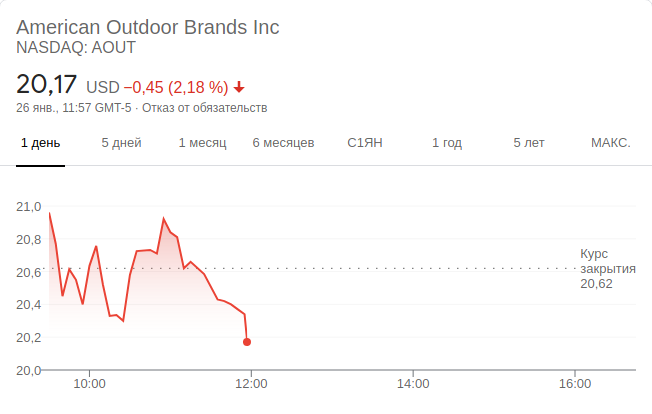 American Outdoor Brands Inc
NASDAQ: AOUT
20,17 USD −0,45 (2,18 %)
26 янв., 11:57 GMT-5 · Отказ от обязательств
1 день 5 дней 1 месяц 6 месяцев С1ЯН 1 год 5 лет МАКС.
21,0
20,8
Курс
закрытия
20,62
20,6
20,4
20,2
20,0
10:00 12:00 14:00 16:00